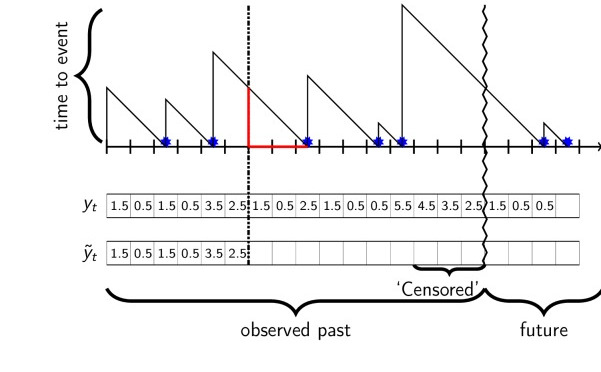 time to event
yt 1.5 0.5 1.5 0.5 3.5 2.5 1.5 0.5 2.5 1.5 0.5 0.5 5.5 4.5 3.5 2.5 1.5 0.5 0.5
ỹt 1.5 0.5 1.5 0.5 3.5 2.5
‘Censored’
observed past future